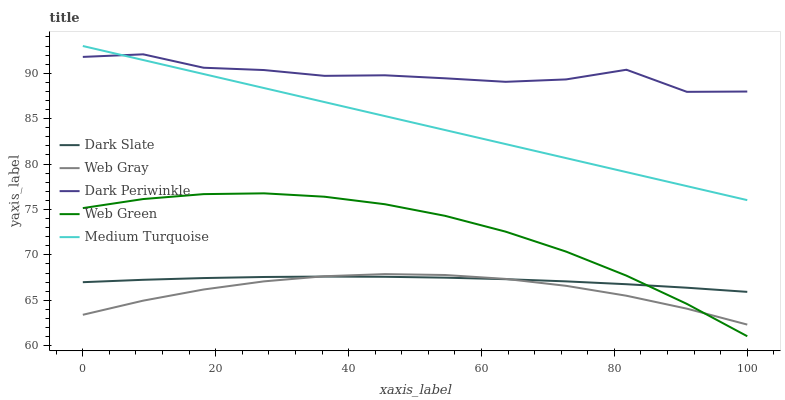 title
yaxis_label
90
85
80
75
70
65
60
Dark Slate
Web Gray
Dark Periwinkle
Web Green
Medium Turquoise
0 20 40 60 80 100
xaxis_label